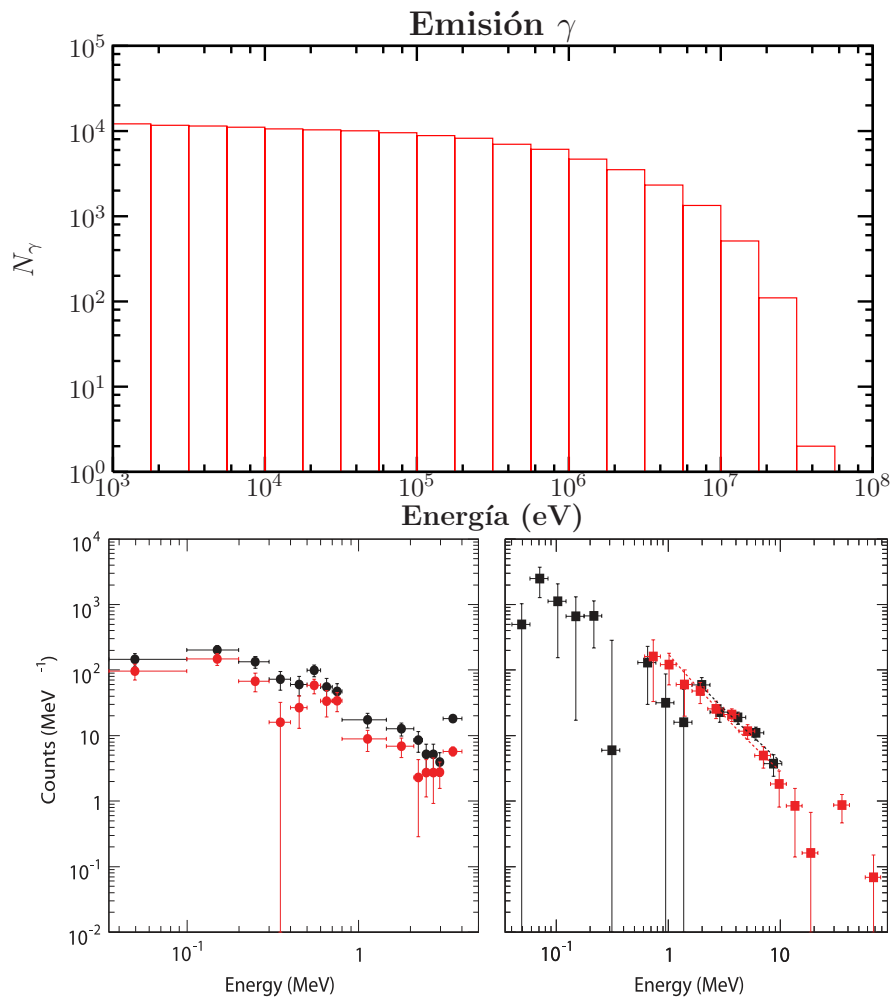 Emisión γ
10^5
10^4
10^3
10^2
10^1
10^0
N_γ
10^3 10^4 10^5 10^6 10^7 10^8
Energía (eV)
10^4
10^3
10^2
10
1
10^-1
10^-2
Counts (MeV^-1)
10^-1 1
Energy (MeV)
10^-1 1 10
Energy (MeV)